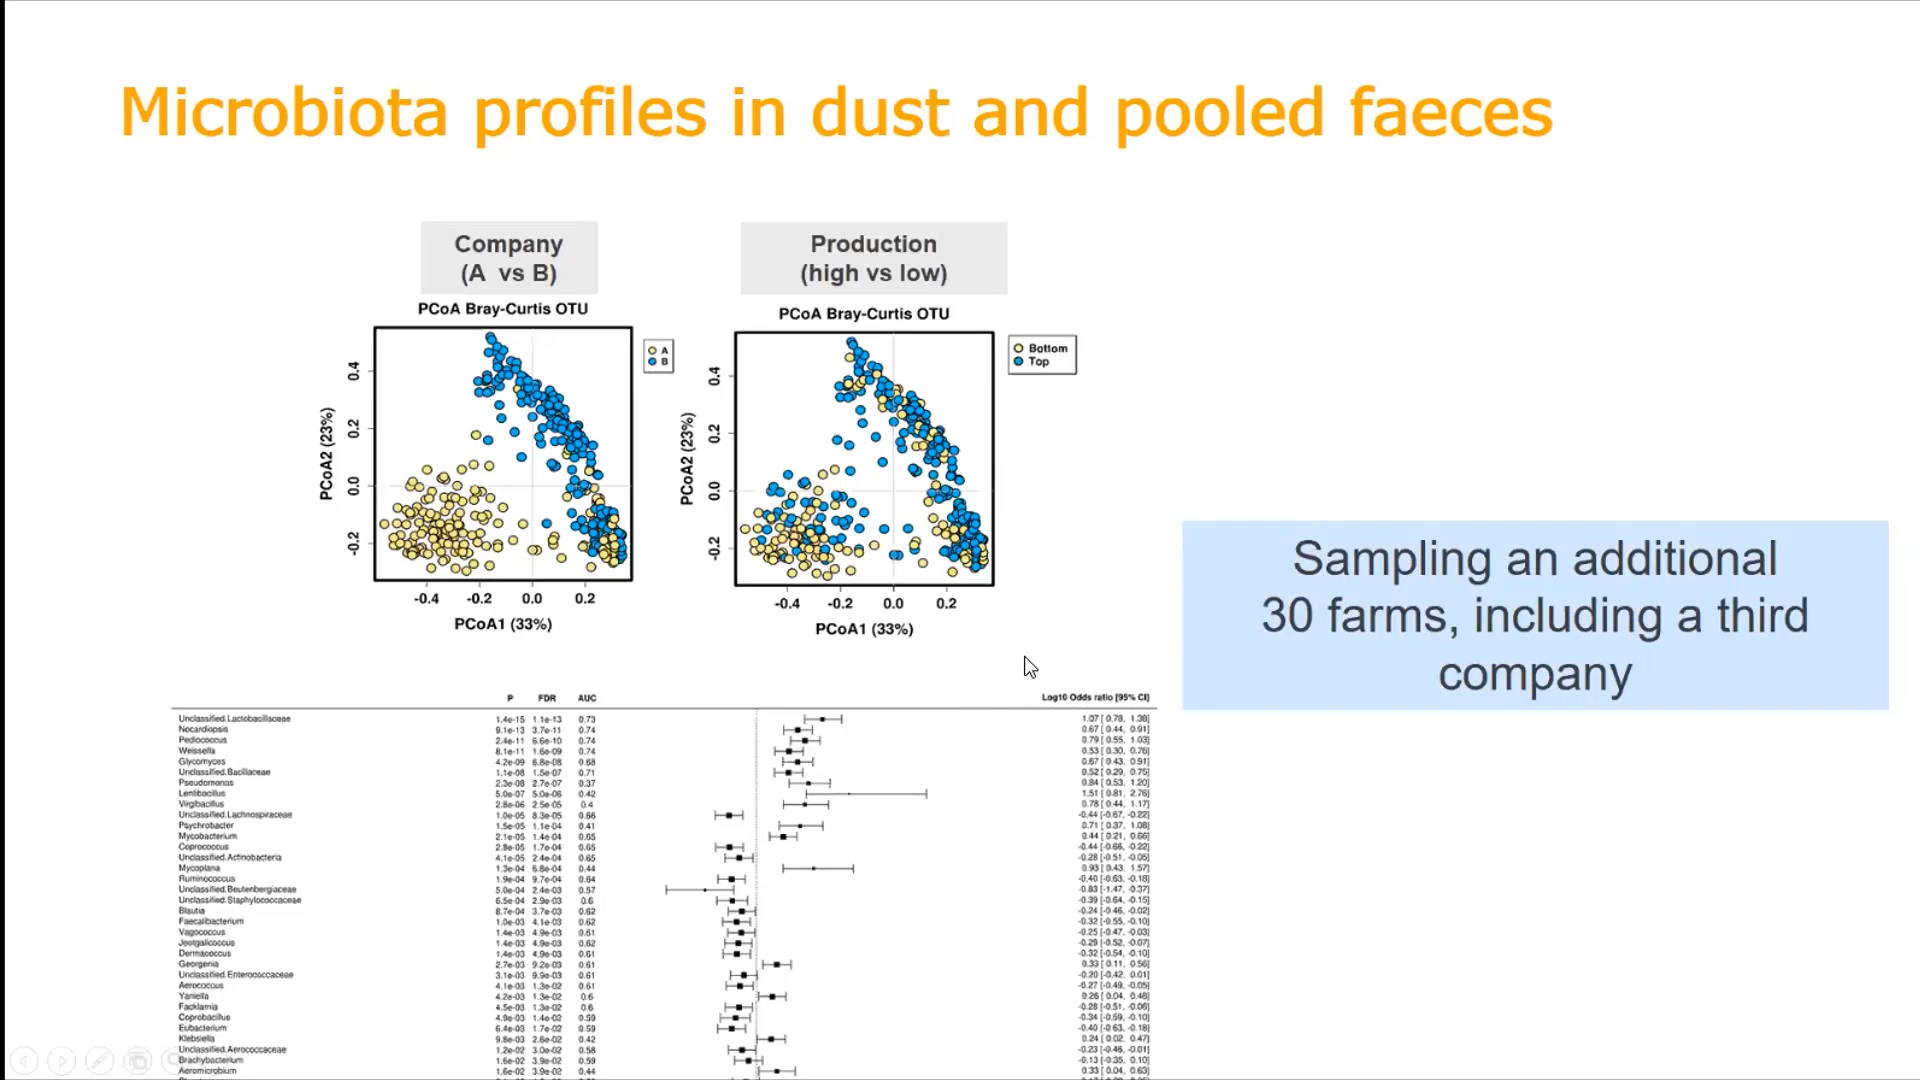 Microbiota profiles in dust and pooled faeces
Company
(A vs B)
Production
(high vs low)
PCoA Bray-Curtis OTU
PCoA Bray-Curtis OTU
A
B
Bottom
Top
PCoA2 (23%)
0.4
0.2
0.0
-0.2
-0.4 -0.2 0.0 0.2
PCoA1 (33%)
PCoA2 (23%)
0.4
0.2
0.0
-0.2
-0.4 -0.2 0.0 0.2
PCoA1 (33%)
Sampling an additional
30 farms, including a third
company
P FDR AUC Log10 Odds ratio [95% CI]
Unclassified.Lactobacillaceae 1.4e-15 1.1e-13 0.73 1.07 [ 0.78, 1.38]
Nocardiopsis 9.1e-13 3.7e-11 0.74 0.67 [ 0.44, 0.91]
Pediococcus 2.4e-11 6.6e-10 0.74 0.79 [ 0.55, 1.03]
Weissella 8.1e-11 1.6e-09 0.74 0.53 [ 0.30, 0.76]
Glycomyces 4.2e-09 6.8e-08 0.68 0.67 [ 0.43, 0.91]
Unclassified.Bacillaceae 1.1e-08 1.5e-07 0.71 0.52 [ 0.29, 0.75]
Pseudomonas 2.3e-08 2.7e-07 0.37 0.84 [ 0.53, 1.20]
Lentibacillus 5.0e-07 5.0e-06 0.42 1.51 [ 0.81, 2.76]
Virgibacillus 2.8e-06 2.5e-05 0.4 0.78 [ 0.44, 1.17]
Unclassified.Lachnospiraceae 1.0e-05 8.3e-05 0.66 -0.44 [-0.67, -0.22]
Psychrobacter 1.5e-05 1.1e-04 0.41 0.71 [ 0.37, 1.08]
Mycobacterium 2.1e-05 1.4e-04 0.65 0.44 [ 0.21, 0.66]
Coprococcus 2.8e-05 1.7e-04 0.65 -0.44 [-0.66, -0.22]
Unclassified.Actinobacteria 4.1e-05 2.4e-04 0.65 -0.28 [-0.51, -0.05]
Mycoplana 1.3e-04 6.8e-04 0.44 0.93 [ 0.43, 1.57]
Ruminococcus 1.9e-04 9.7e-04 0.64 -0.40 [-0.63, -0.18]
Unclassified.Beutenbergiaceae 5.0e-04 2.4e-03 0.57 -0.83 [-1.47, -0.37]
Unclassified.Staphylococcaceae 6.5e-04 2.9e-03 0.6 -0.39 [-0.64, -0.15]
Blautia 8.7e-04 3.7e-03 0.62 -0.24 [-0.46, -0.02]
Faecalibacterium 1.0e-03 4.1e-03 0.62 -0.32 [-0.55, -0.10]
Vagococcus 1.4e-03 4.9e-03 0.61 -0.25 [-0.47, -0.03]
Jeotgalicoccus 1.4e-03 4.9e-03 0.62 -0.29 [-0.52, -0.07]
Dermacoccus 1.4e-03 4.9e-03 0.61 -0.32 [-0.54, -0.10]
Georgenia 2.7e-03 9.2e-03 0.61 0.33 [ 0.11, 0.56]
Unclassified.Enterococcaceae 3.1e-03 9.9e-03 0.61 -0.20 [-0.42, 0.01]
Aerococcus 4.1e-03 1.3e-02 0.61 -0.27 [-0.49, -0.05]
Yaniella 4.2e-03 1.3e-02 0.6 0.26 [ 0.04, 0.48]
Facklamia 4.5e-03 1.3e-02 0.6 -0.28 [-0.51, -0.06]
Coprobacillus 4.9e-03 1.4e-02 0.59 -0.34 [-0.59, -0.10]
Eubacterium 6.4e-03 1.7e-02 0.59 -0.40 [-0.63, -0.18]
Klebsiella 9.8e-03 2.6e-02 0.42 0.24 [ 0.02, 0.47]
Unclassified.Aerococcaceae 1.2e-02 3.0e-02 0.58 -0.23 [-0.46, -0.01]
Brachybacterium 1.6e-02 3.9e-02 0.59 -0.13 [-0.35, 0.10]
Aeromicrobium 1.6e-02 3.9e-02 0.44 0.33 [ 0.04, 0.63]